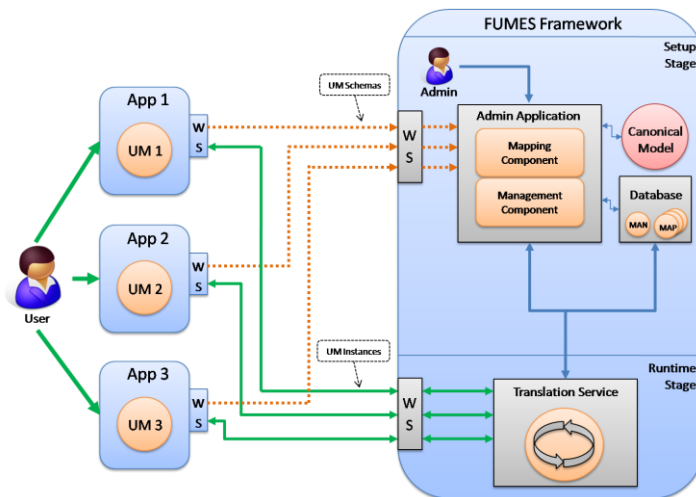 FUMES Framework
Setup
Stage
Admin
UM Schemas
App 1
W
S
UM 1
W
S
Admin Application
Mapping
Component
Management
Component
Canonical
Model
Database
MAN
MAP
App 2
W
S
UM 2
User
UM Instances
App 3
W
S
UM 3
W
S
Runtime
Stage
Translation Service